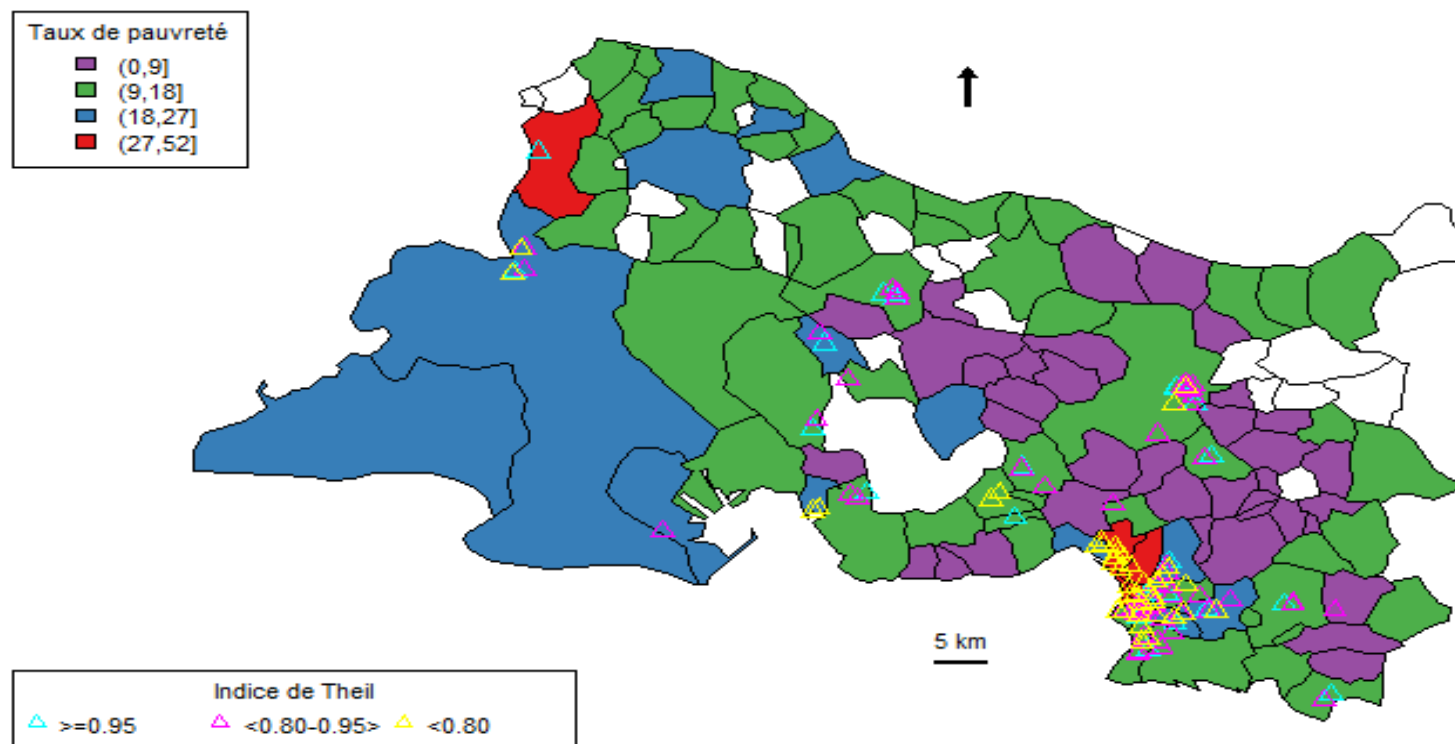 Taux de pauvreté
(0,9]
(9,18]
(18,27]
(27,52]
5 km
Indice de Theil
>=0.95 <0.80-0.95> <0.80